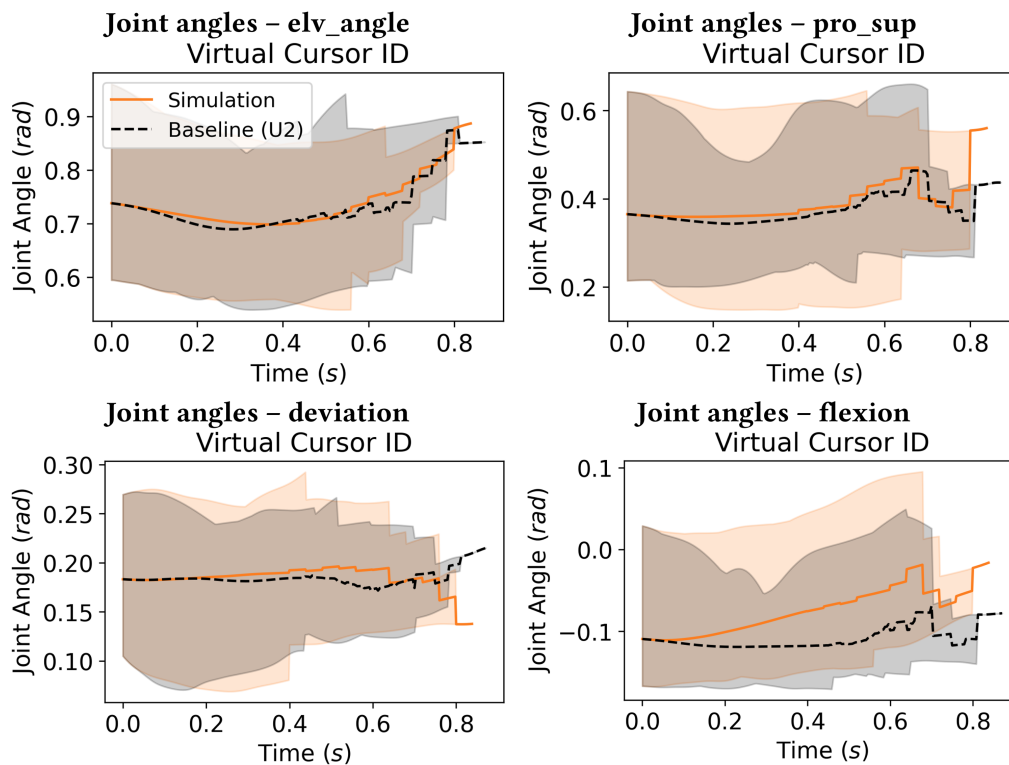 Joint angles – elv_angle
Virtual Cursor ID
Simulation
Baseline (U2)
Joint Angle (rad)
0.9
0.8
0.7
0.6
0.0 0.2 0.4 0.6 0.8
Time (s)
Joint angles – pro_sup
Virtual Cursor ID
Joint Angle (rad)
0.6
0.4
0.2
0.0 0.2 0.4 0.6 0.8
Time (s)
Joint angles – deviation
Virtual Cursor ID
Joint Angle (rad)
0.30
0.25
0.20
0.15
0.10
0.0 0.2 0.4 0.6 0.8
Time (s)
Joint angles – flexion
Virtual Cursor ID
Joint Angle (rad)
0.1
0.0
−0.1
0.0 0.2 0.4 0.6 0.8
Time (s)